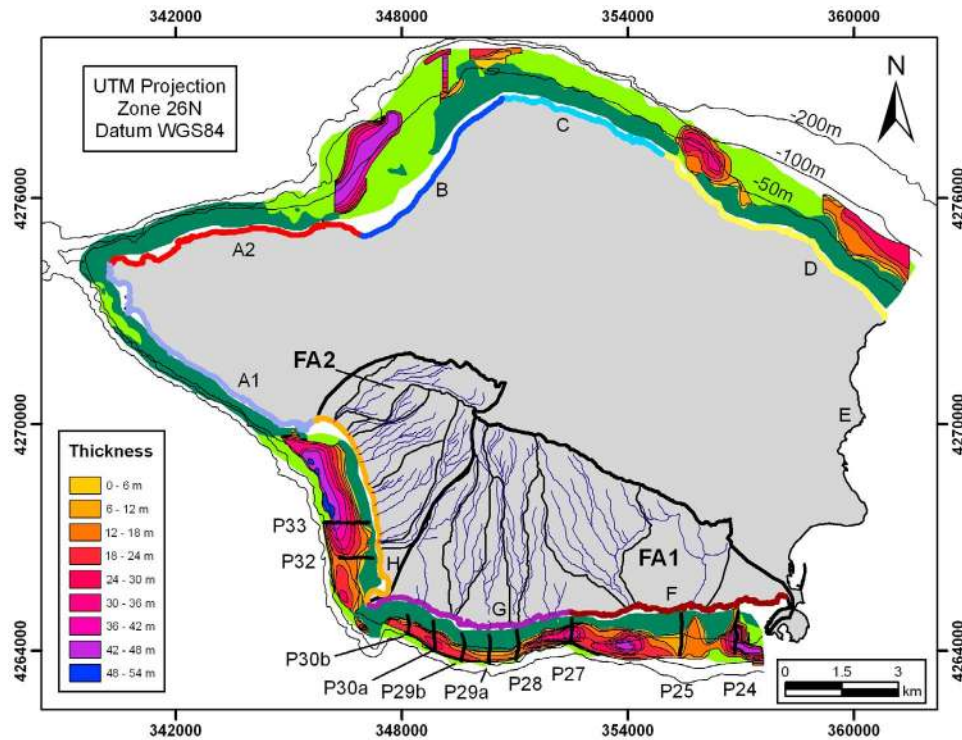 342000
348000
354000
360000
UTM Projection
Zone 26N
Datum WGS84
N
-200m
-100m
-50m
C
B
A2
D
4276000
4276000
FA2
A1
E
4270000
4270000
Thickness
0 - 6 m
6 - 12 m
12 - 18 m
18 - 24 m
24 - 30 m
30 - 36 m
36 - 42 m
42 - 48 m
48 - 54 m
P33
P32
H
FA1
F
G
4264000
4264000
P30b
P30a
P29b
P29a
P28
P27
P25
P24
0 1.5 3
km
342000
348000
354000
360000